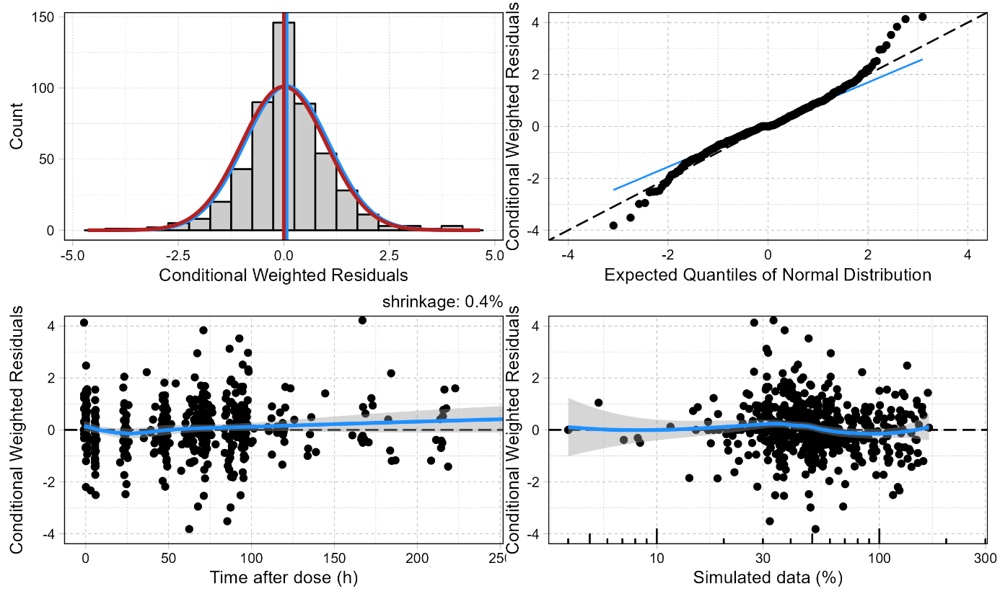 150
100
50
0
Count
-5.0 -2.5 0.0 2.5 5.0
Conditional Weighted Residuals
4
2
0
-2
-4
Conditional Weighted Residuals
-4 -2 0 2 4
Expected Quantiles of Normal Distribution
shrinkage: 0.4%
4
2
0
-2
-4
Conditional Weighted Residuals
0 50 100 150 200 250
Time after dose (h)
4
2
0
-2
-4
Conditional Weighted Residuals
10 30 100 300
Simulated data (%)